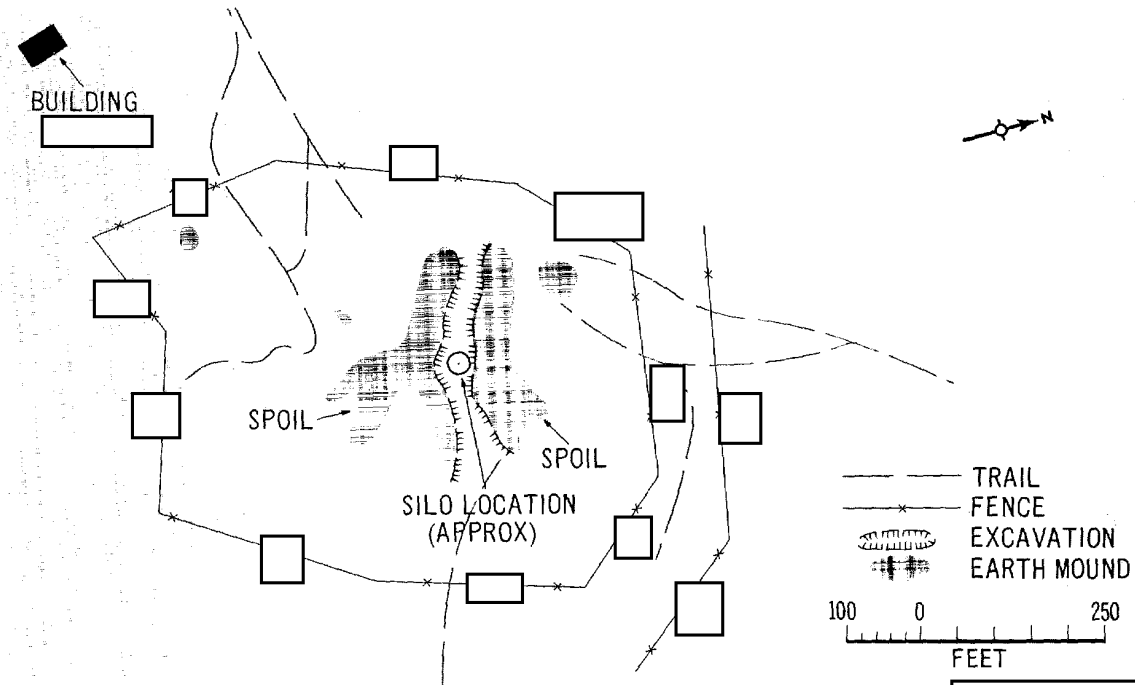 BUILDING
N
SPOIL
SPOIL
SILO LOCATION
(APPROX)
TRAIL
FENCE
EXCAVATION
EARTH MOUND
100 0 250
FEET